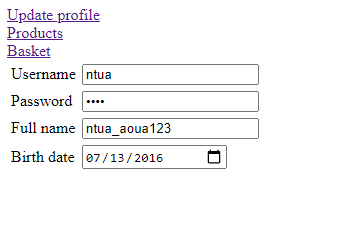 Update profile
Products
Basket
Username ntua
Password ••••
Full name ntua_aoua123
Birth date 07/13/2016